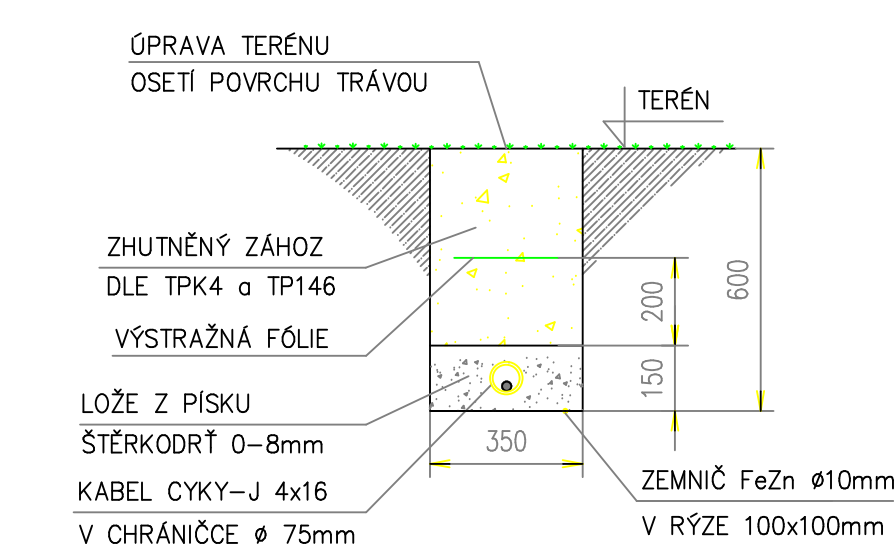 ÚPRAVA TERÉNU
OSETÍ POVRCHU TRÁVOU
TERÉN
ZHUTNĚNÝ ZÁHOZ
DLE TPK4 a TP146
VÝSTRAŽNÁ FÓLIE
200
600
150
LOŽE Z PÍSKU
ŠTĚRKODRŤ 0-8mm
350
KABEL CYKY-J 4x16
V CHRÁNIČCE Ø 75mm
ZEMNIČ FeZn Ø10mm
V RÝZE 100x100mm